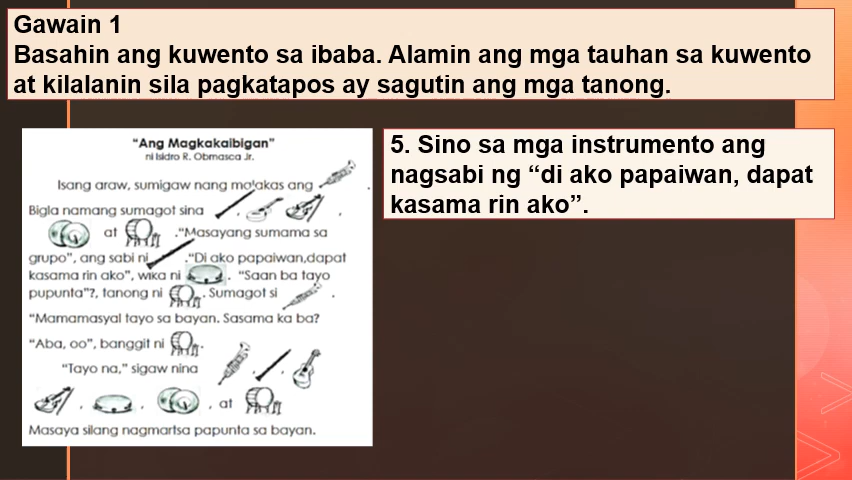 Gawain 1
Basahin ang kuwento sa ibaba. Alamin ang mga tauhan sa kuwento
at kilalanin sila pagkatapos ay sagutin ang mga tanong.
"Ang Magkakaibigan"
ni Isidro R. Obmasca Jr.
Isang araw, sumigaw nang malakas ang .
Bigla namang sumagot sina , , ,
at ."Masayang sumama sa
grupo", ang sabi ni ."Di ako papaiwan,dapat
kasama rin ako", wika ni . "Saan ba tayo
pupunta"?, tanong ni . Sumagot si .
"Mamamasyal tayo sa bayan. Sasama ka ba?
"Aba, oo", banggit ni .
"Tayo na," sigaw nina , ,
, , , at
Masaya silang nagmartsa papunta sa bayan.
5. Sino sa mga instrumento ang
nagsabi ng “di ako papaiwan, dapat
kasama rin ako”.